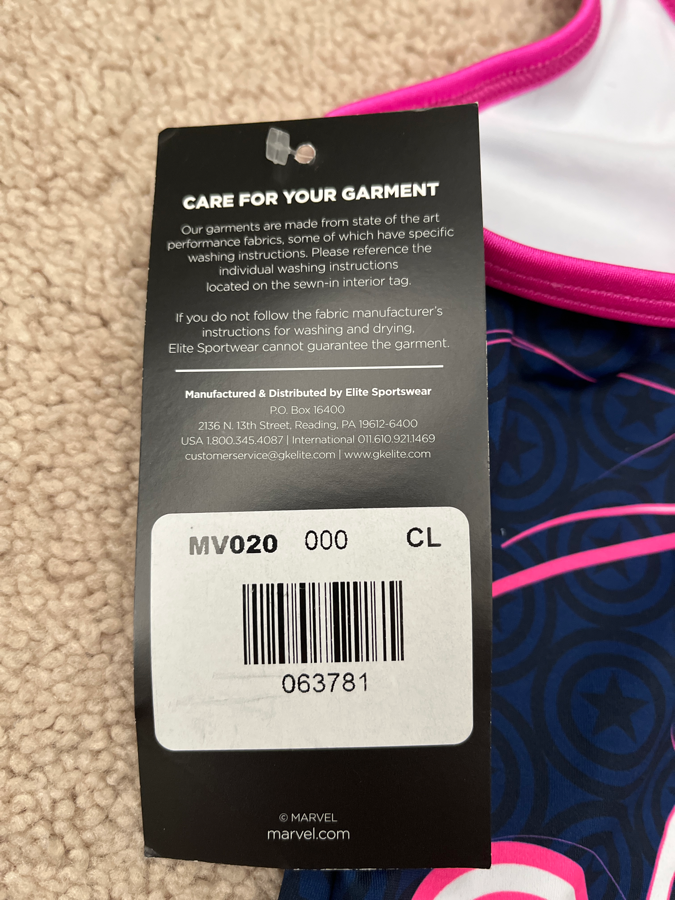 CARE FOR YOUR GARMENT
Our garments are made from state of the art
performance fabrics, some of which have specific
washing instructions. Please reference the
individual washing instructions
located on the sewn-in interior tag.
If you do not follow the fabric manufacturer's
instructions for washing and drying,
Elite Sportwear cannot guarantee the garment.
Manufactured & Distributed by Elite Sportswear
P.O. Box 16400
2136 N. 13th Street, Reading, PA 19612-6400
USA 1.800.345.4087 | International 011.610.921.1469
customerservice@gkelite.com | www.gkelite.com
MV020 000 CL
063781
© MARVEL
marvel.com